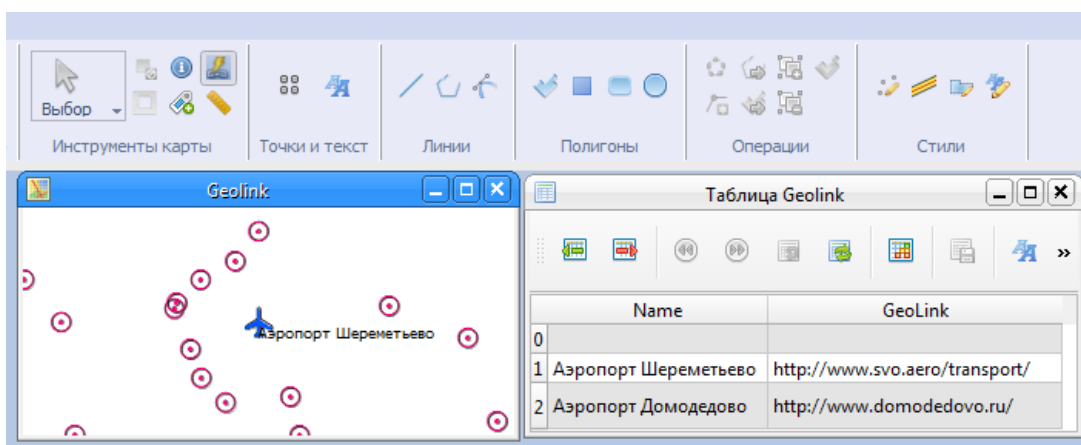 Выбор
Инструменты карты
Точки и текст
Линии
Полигоны
Операции
Стили
Geolink
Аэропорт Шереметьево
Таблица Geolink
»
Name GeoLink
0
1 Аэропорт Шереметьево http://www.svo.aero/transport/
2 Аэропорт Домодедово http://www.domodedovo.ru/